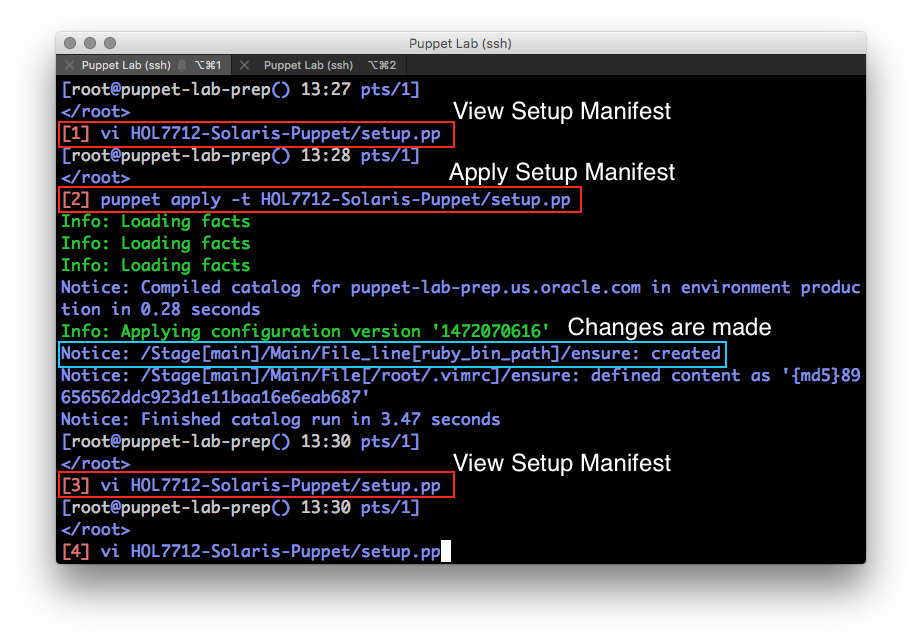 Puppet Lab (ssh)
Puppet Lab (ssh) ⌥⌘1 Puppet Lab (ssh) ⌥⌘2
[root@puppet-lab-prep() 13:27 pts/1]
View Setup Manifest
</root>
[1] vi HOL7712-Solaris-Puppet/setup.pp
[root@puppet-lab-prep() 13:28 pts/1]
Apply Setup Manifest
</root>
[2] puppet apply -t HOL7712-Solaris-Puppet/setup.pp
Info: Loading facts
Info: Loading facts
Info: Loading facts
Notice: Compiled catalog for puppet-lab-prep.us.oracle.com in environment produc
tion in 0.28 seconds
Info: Applying configuration version '1472070616'
Changes are made
Notice: /Stage[main]/Main/File_line[ruby_bin_path]/ensure: created
Notice: /Stage[main]/Main/File[/root/.vimrc]/ensure: defined content as '{md5}89
656562ddc923d1e11baa16e6eab687'
Notice: Finished catalog run in 3.47 seconds
[root@puppet-lab-prep() 13:30 pts/1]
</root>
View Setup Manifest
[3] vi HOL7712-Solaris-Puppet/setup.pp
[root@puppet-lab-prep() 13:30 pts/1]
</root>
[4] vi HOL7712-Solaris-Puppet/setup.pp